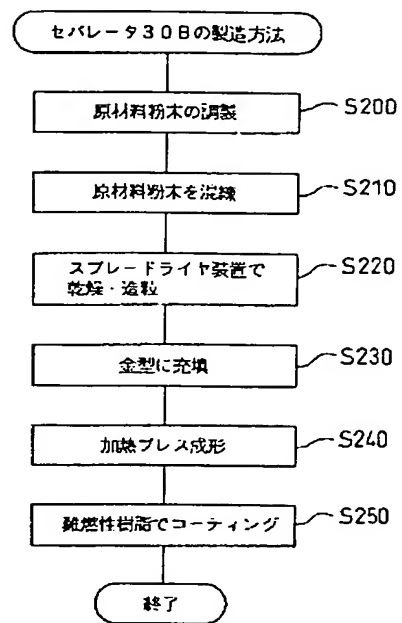 セパレータ30Bの製造方法
原材料粉末の調製
S200
原材料粉末を混練
S210
スプレードライヤ装置で
乾燥・造粒
S220
金型に充填
S230
加熱プレス成形
S240
難燃性樹脂でコーティング
S250
終了